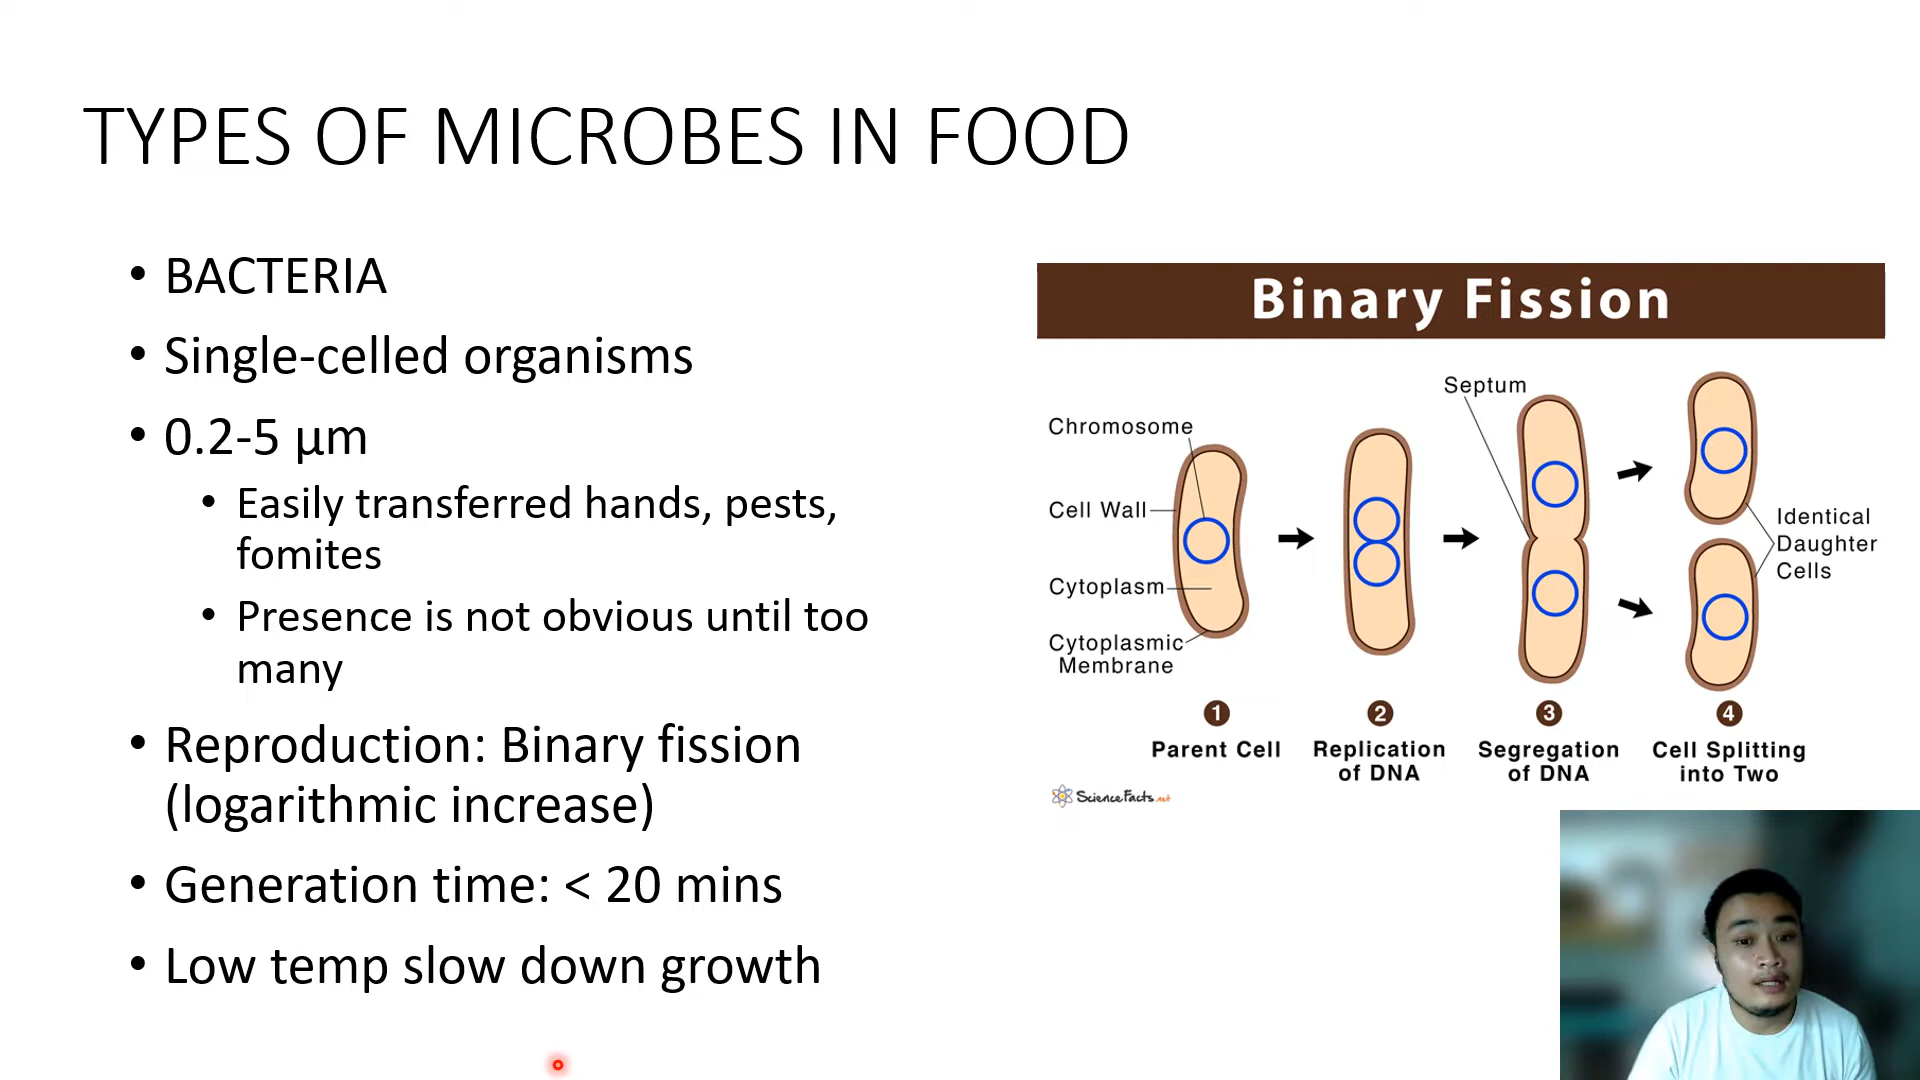 TYPES OF MICROBES IN FOOD
• BACTERIA
• Single-celled organisms
• 0.2-5 µm
• Easily transferred hands, pests,
fomites
• Presence is not obvious until too
many
• Reproduction: Binary fission
(logarithmic increase)
• Generation time: < 20 mins
• Low temp slow down growth
Binary Fission
Septum
Chromosome
Cell Wall
Cytoplasm
Cytoplasmic
Membrane
Identical
Daughter
Cells
1
Parent Cell
2
Replication
of DNA
3
Segregation
of DNA
4
Cell Splitting
into Two
ScienceFacts.net